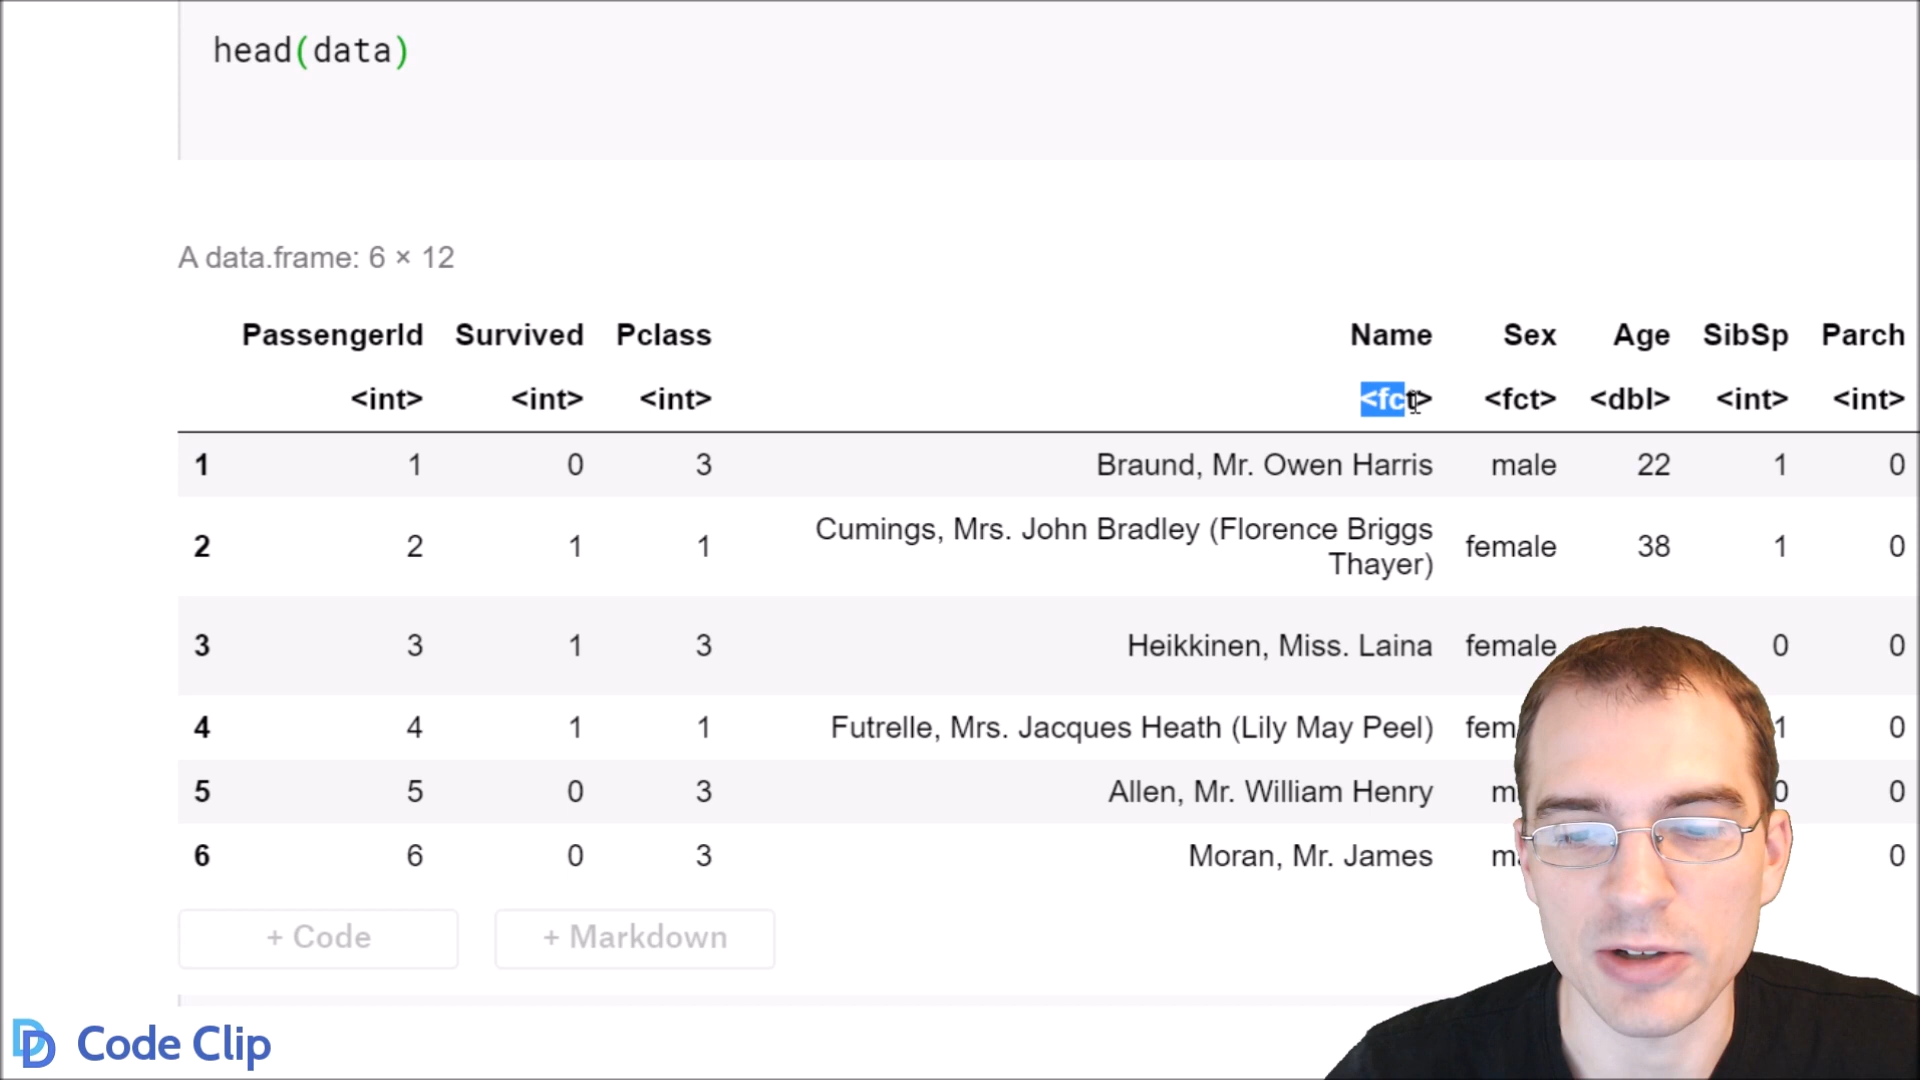 head(data)
A data.frame: 6 × 12
PassengerId Survived Pclass Name Sex Age SibSp Parch
<int> <int> <int> <fct> <fct> <dbl> <int> <int>
1 1 0 3 Braund, Mr. Owen Harris male 22 1 0
2 2 1 1 Cumings, Mrs. John Bradley (Florence Briggs Thayer) female 38 1 0
3 3 1 3 Heikkinen, Miss. Laina female 0 0
4 4 1 1 Futrelle, Mrs. Jacques Heath (Lily May Peel) fem 1 0
5 5 0 3 Allen, Mr. William Henry m 0 0
6 6 0 3 Moran, Mr. James ma 0
+ Code + Markdown
Code Clip